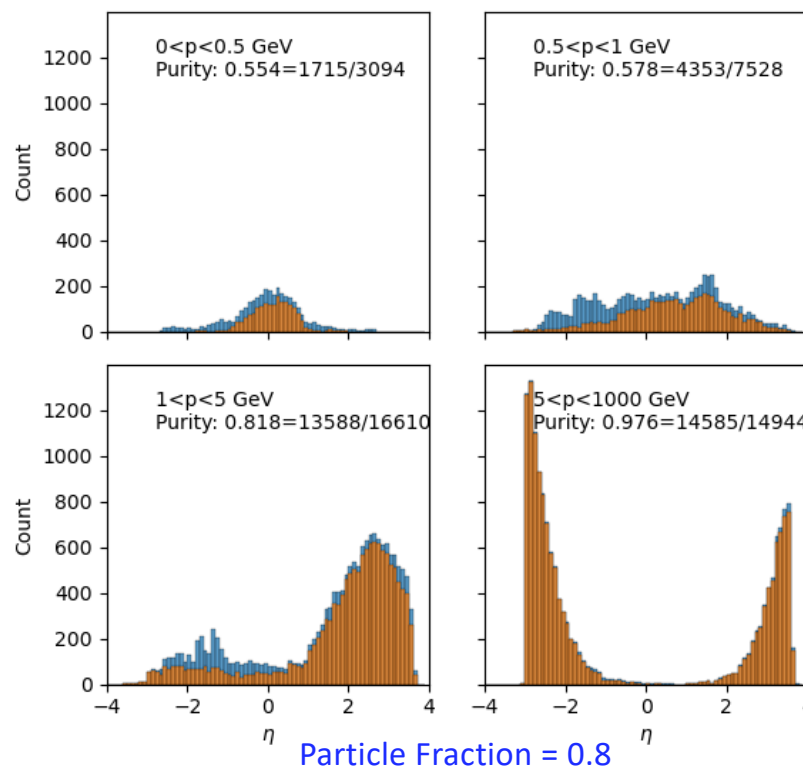 0<p<0.5 GeV
Purity: 0.554=1715/3094
0.5<p<1 GeV
Purity: 0.578=4353/7528
1200
1000
800
600
400
200
0
Count
1<p<5 GeV
Purity: 0.818=13588/16610
5<p<1000 GeV
Purity: 0.976=14585/14944
1200
1000
800
600
400
200
0
Count
−4
−2
0
2
4
−4
−2
0
2
4
η
η
Particle Fraction = 0.8